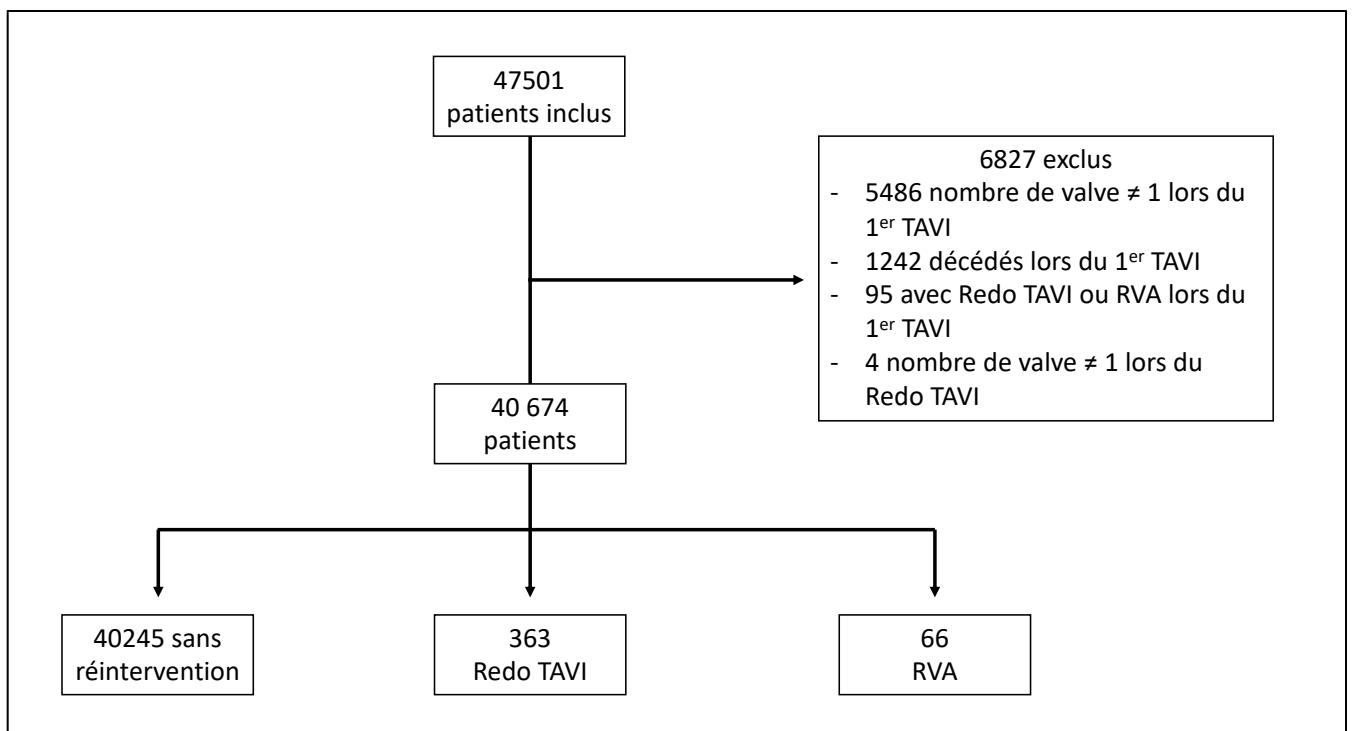 47501
patients inclus
6827 exclus
- 5486 nombre de valve ≠ 1 lors du
1er TAVI
- 1242 décédés lors du 1er TAVI
- 95 avec Redo TAVI ou RVA lors du
1er TAVI
- 4 nombre de valve ≠ 1 lors du
Redo TAVI
40 674
patients
40245 sans
réintervention
363
Redo TAVI
66
RVA